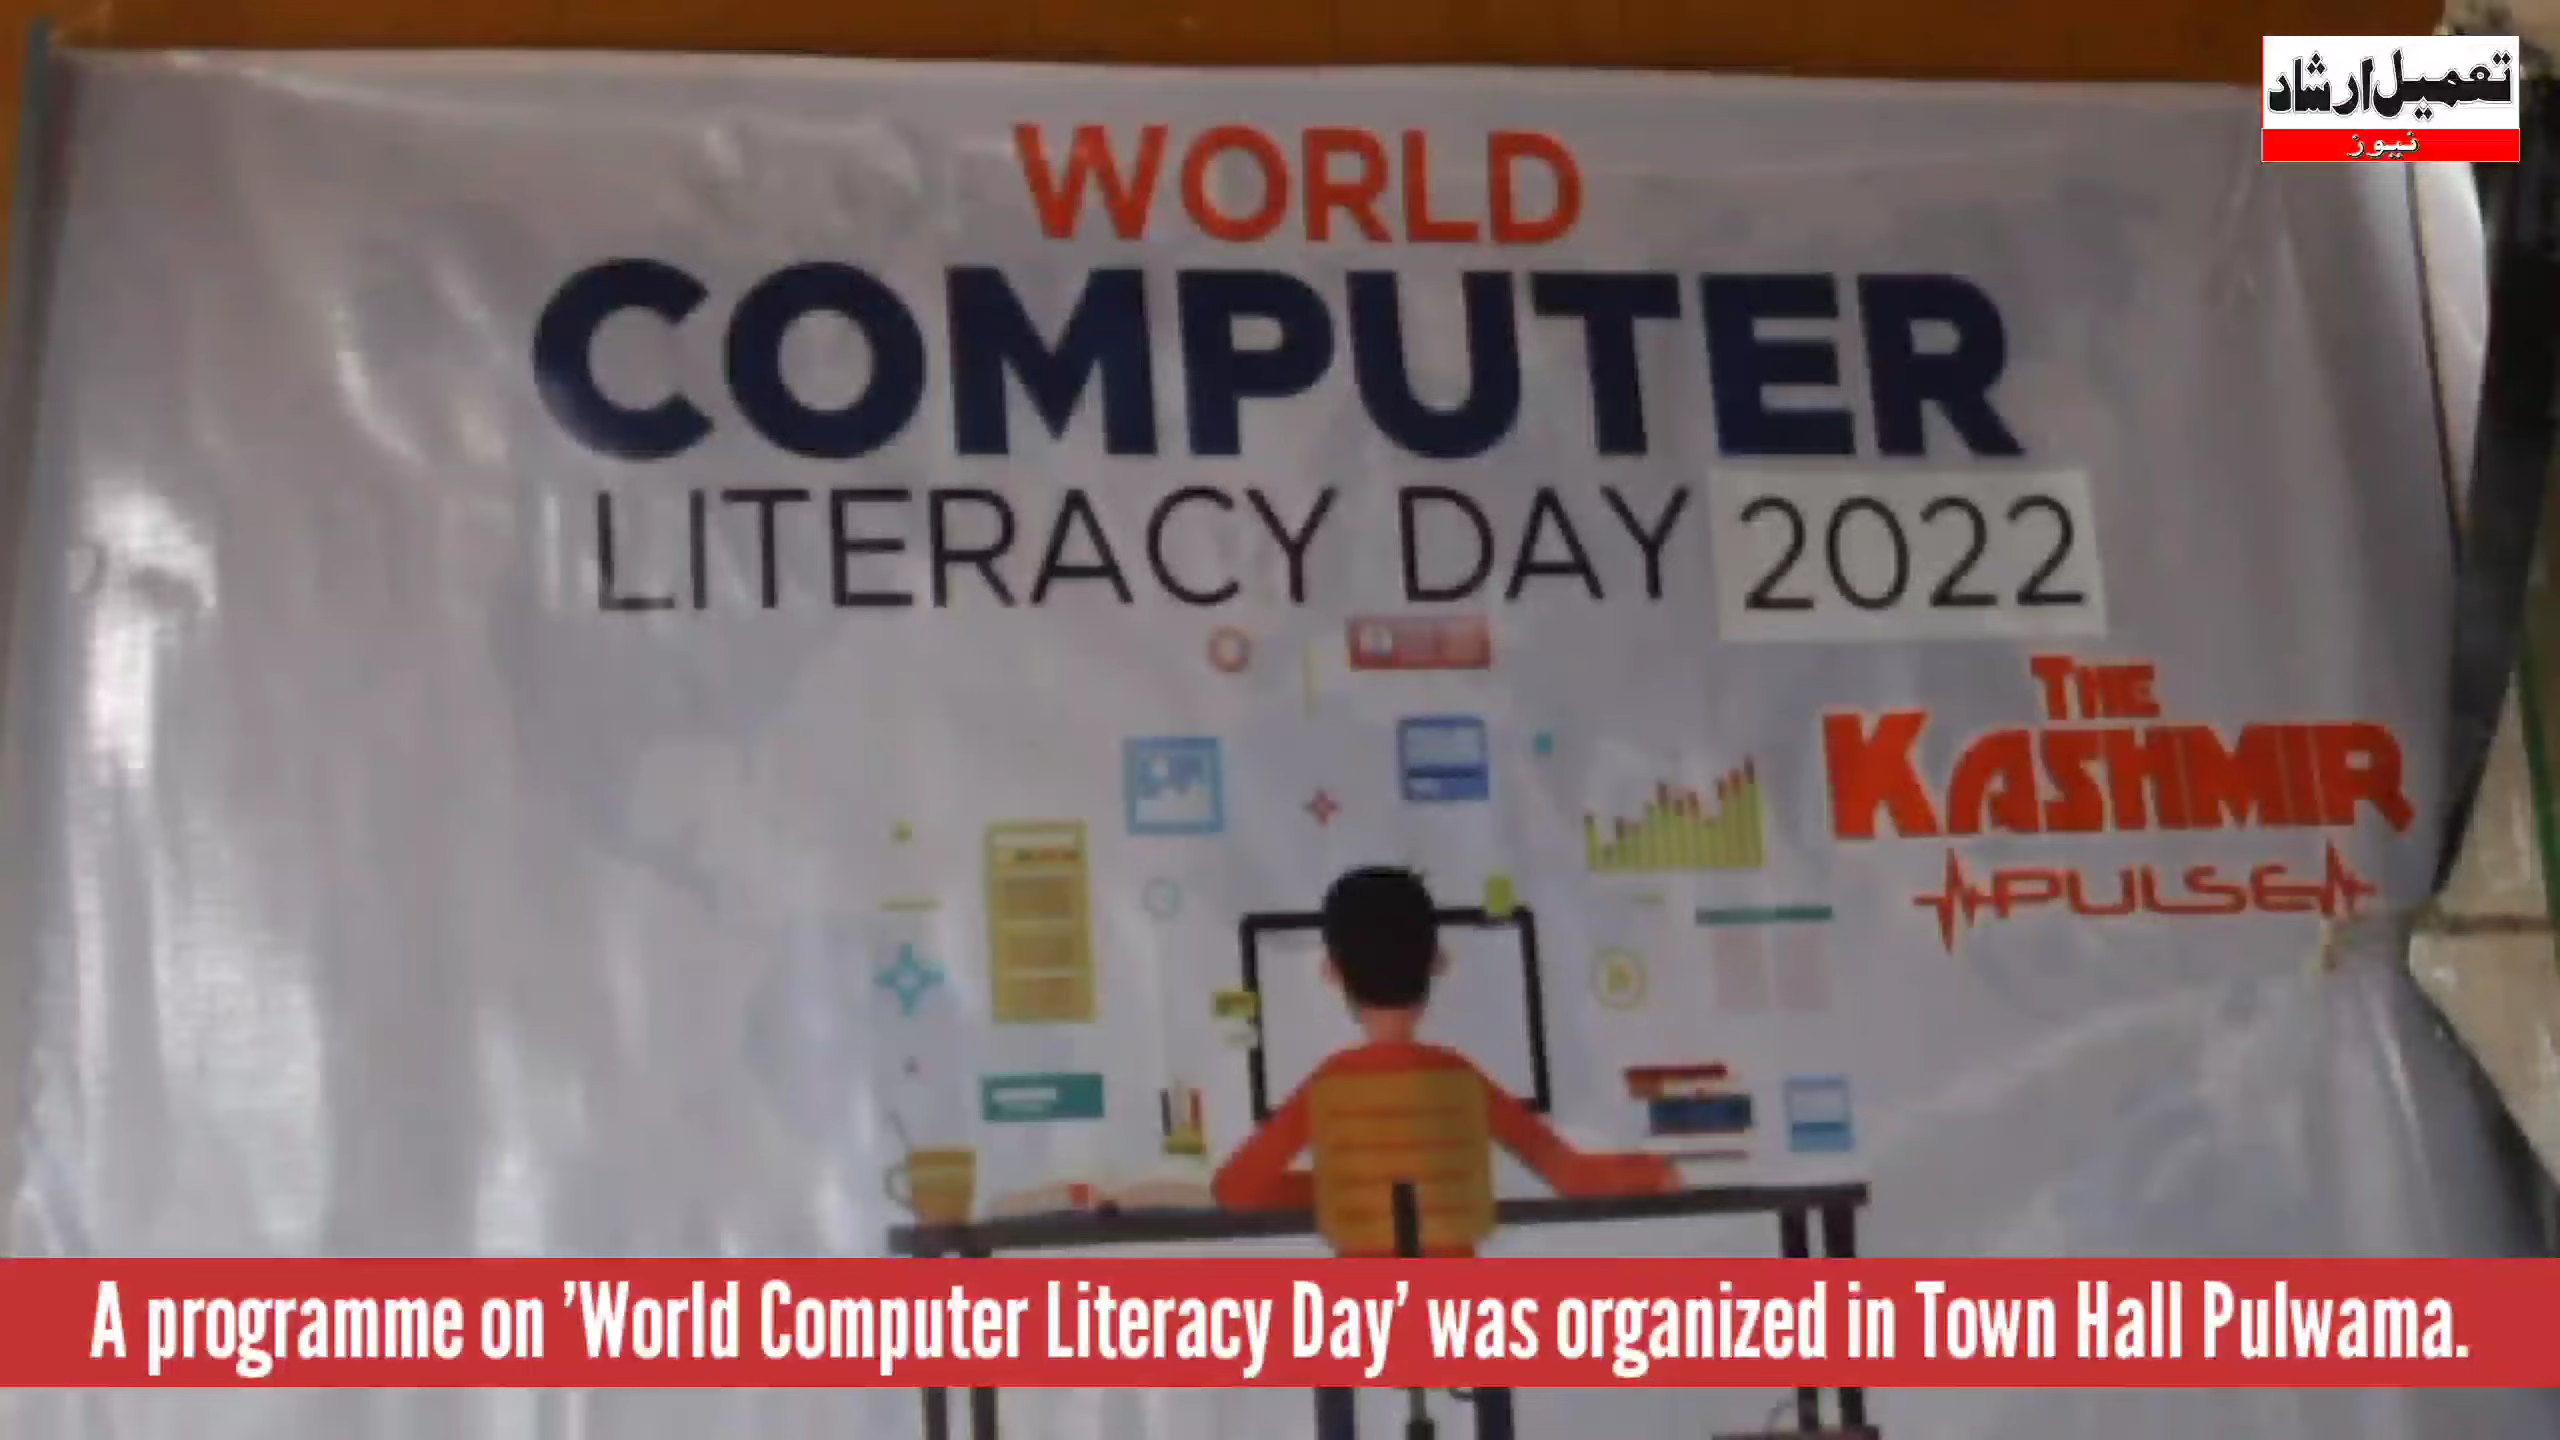 تعمیل ارشاد
نیوز
WORLD
COMPUTER
LITERACY DAY 2022
THE
KASHMIR
PULSE
A programme on 'World Computer Literacy Day' was organized in Town Hall Pulwama.